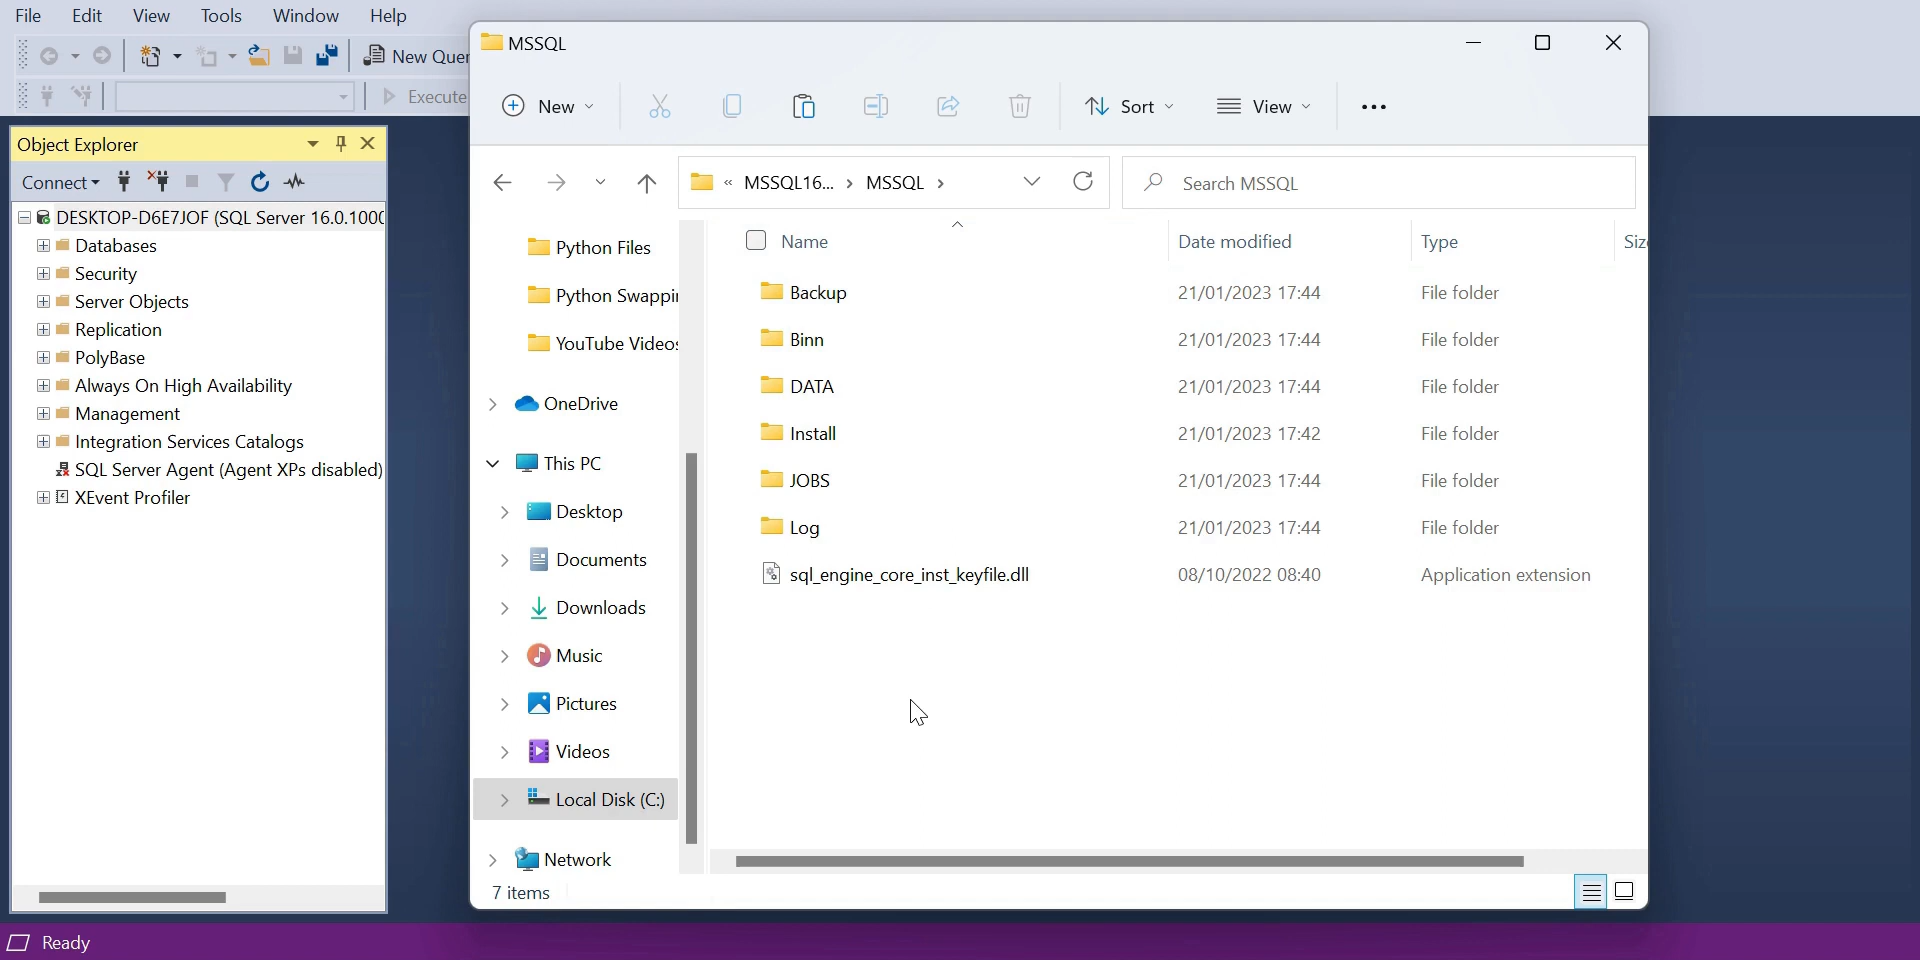 File Edit View Tools Window Help
New Quer
Execute
Object Explorer
Connect
DESKTOP-D6E7JOF (SQL Server 16.0.1000
Databases
Security
Server Objects
Replication
PolyBase
Always On High Availability
Management
Integration Services Catalogs
SQL Server Agent (Agent XPs disabled)
XEvent Profiler
Ready
MSSQL
New Sort View
« MSSQL16... > MSSQL >
Search MSSQL
Python Files
Python Swappi
YouTube Videos
OneDrive
This PC
Desktop
Documents
Downloads
Music
Pictures
Videos
Local Disk (C:)
Network
Name Date modified Type Siz
Backup 21/01/2023 17:44 File folder
Binn 21/01/2023 17:44 File folder
DATA 21/01/2023 17:44 File folder
Install 21/01/2023 17:42 File folder
JOBS 21/01/2023 17:44 File folder
Log 21/01/2023 17:44 File folder
sql_engine_core_inst_keyfile.dll 08/10/2022 08:40 Application extension
7 items